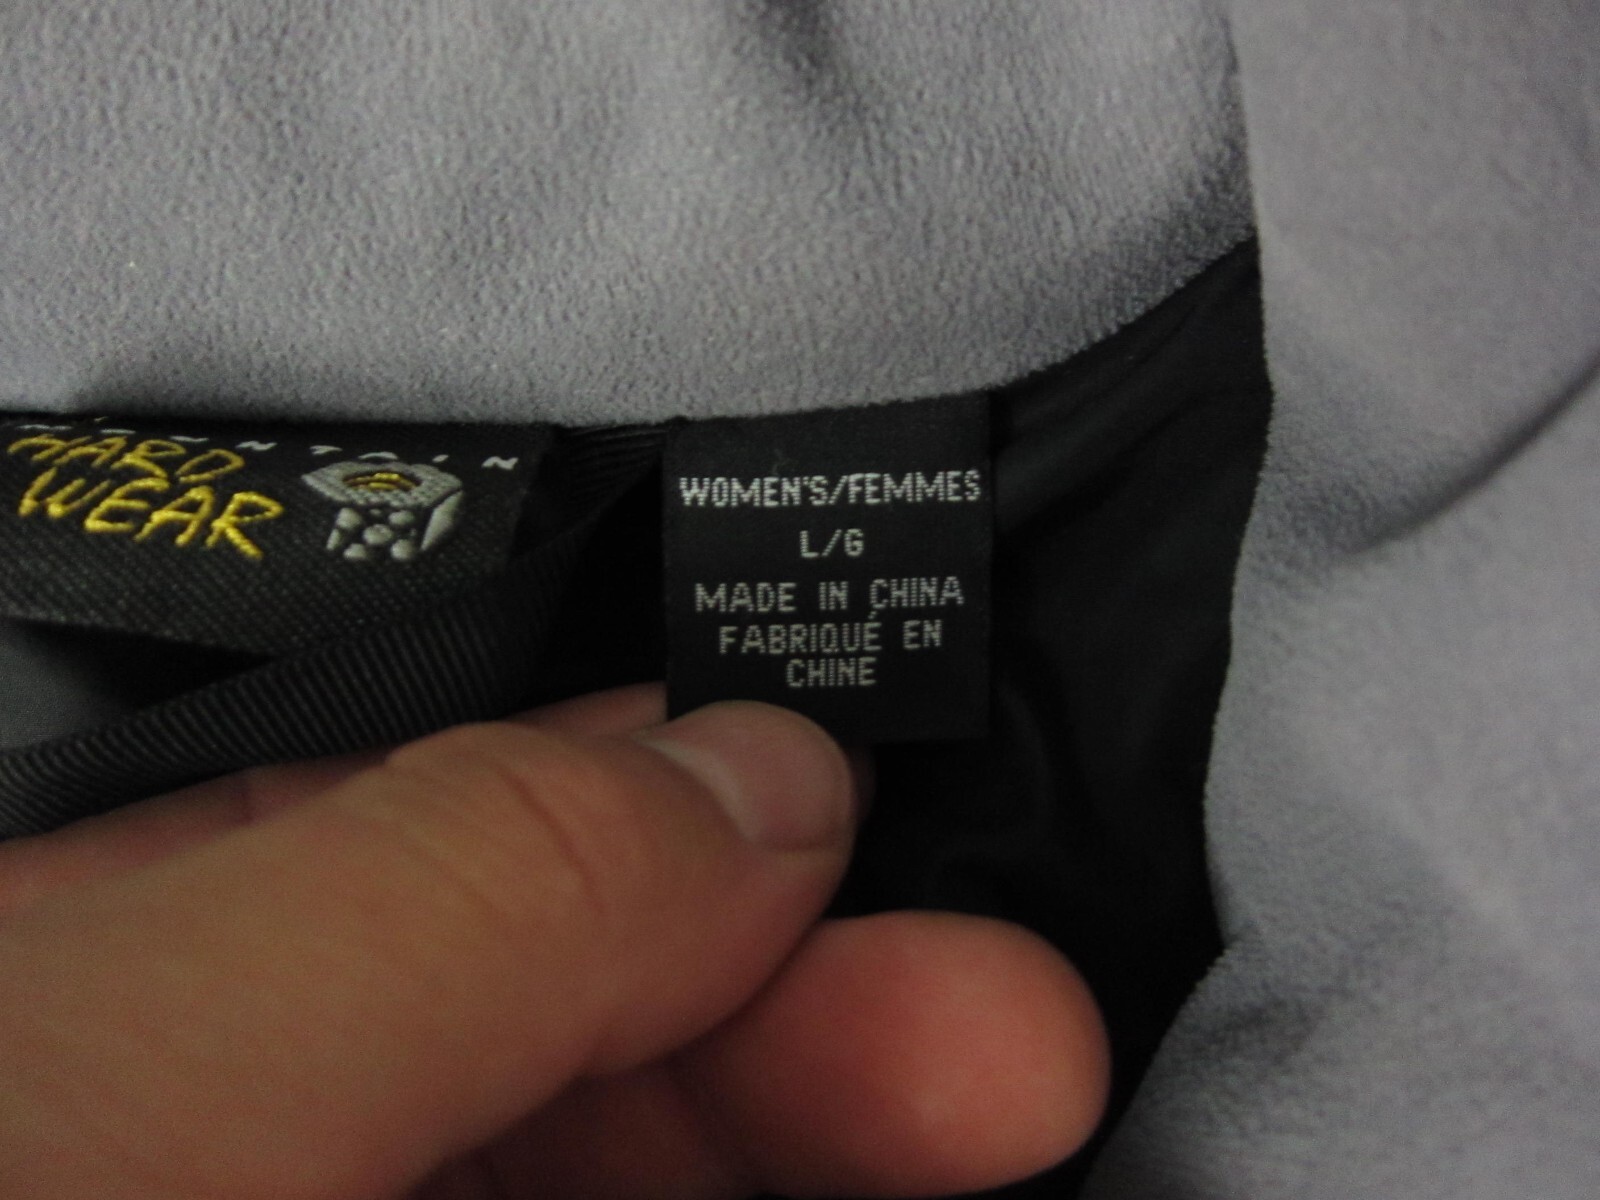 HARD
WEAR
WOMEN'S/FEMMES
L/G
MADE IN CHINA
FABRIQUÉ EN
CHINE